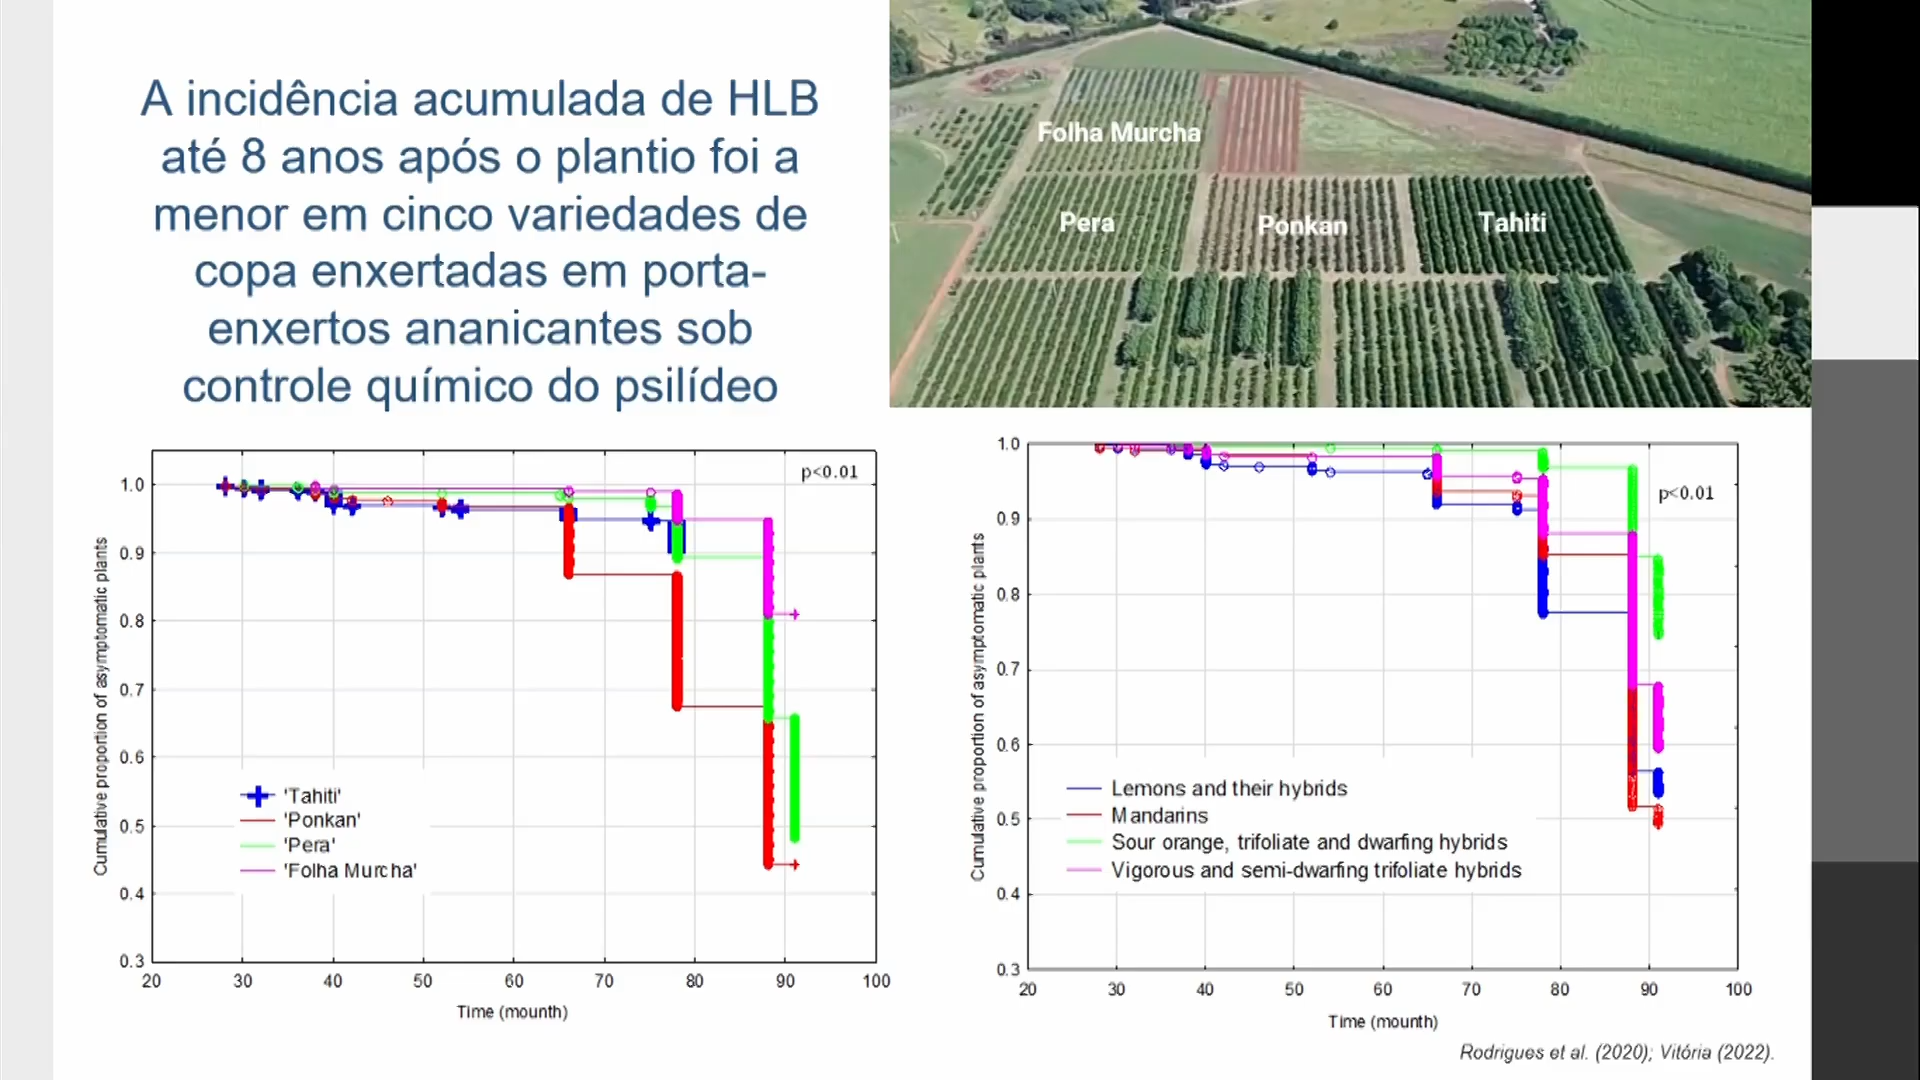 A incidência acumulada de HLB
até 8 anos após o plantio foi a
menor em cinco variedades de
copa enxertadas em porta-
enxertos ananicantes sob
controle químico do psilídeo
Folha Murcha
Pera
Ponkan
Tahiti
Cumulative proportion of asymptomatic plants
1.0
0.9
0.8
0.7
0.6
0.5
0.4
0.3
p<0.01
'Tahiti'
'Ponkan'
'Pera'
'Folha Murcha'
20 30 40 50 60 70 80 90 100
Time (mounth)
Cumulative proportion of asymptomatic plants
1.0
0.9
0.8
0.7
0.6
0.5
0.4
0.3
p<0.01
Lemons and their hybrids
Mandarins
Sour orange, trifoliate and dwarfing hybrids
Vigorous and semi-dwarfing trifoliate hybrids
20 30 40 50 60 70 80 90 100
Time (mounth)
Rodrigues et al. (2020); Vitória (2022).